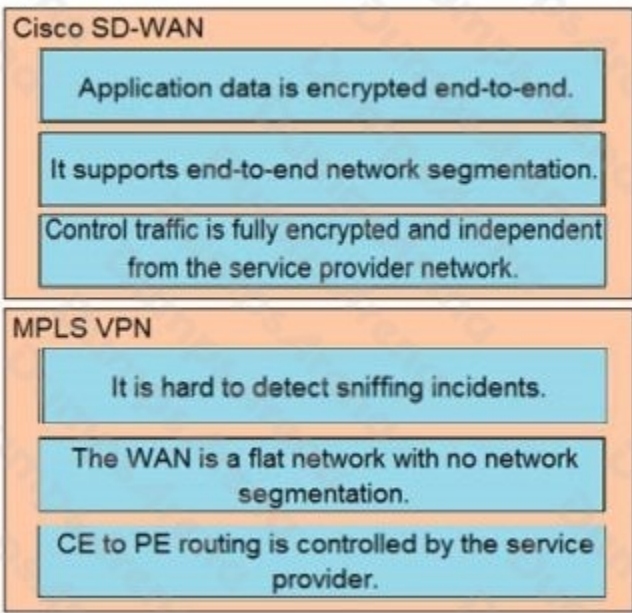 Cisco SD-WAN
Application data is encrypted end-to-end.
It supports end-to-end network segmentation.
Control traffic is fully encrypted and independent
from the service provider network.
MPLS VPN
It is hard to detect sniffing incidents.
The WAN is a flat network with no network
segmentation.
CE to PE routing is controlled by the service
provider.